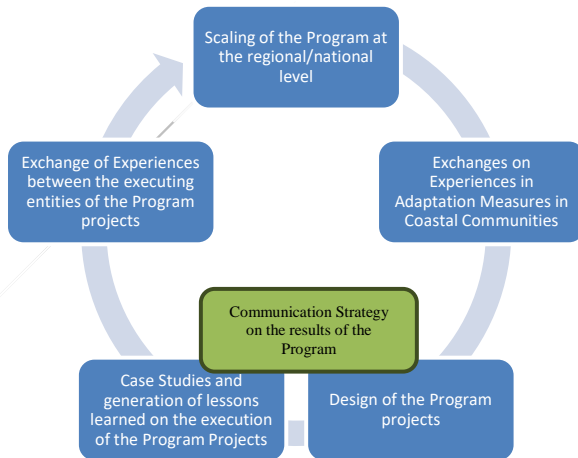 Scaling of the Program at
the regional/national
level
Exchange of Experiences
between the executing
entities of the Program
projects
Exchanges on
Experiences in
Adaptation Measures in
Coastal Communities
Communication Strategy
on the results of the
Program
Case Studies and
generation of lessons
learned on the execution
of the Program Projects
Design of the Program
projects